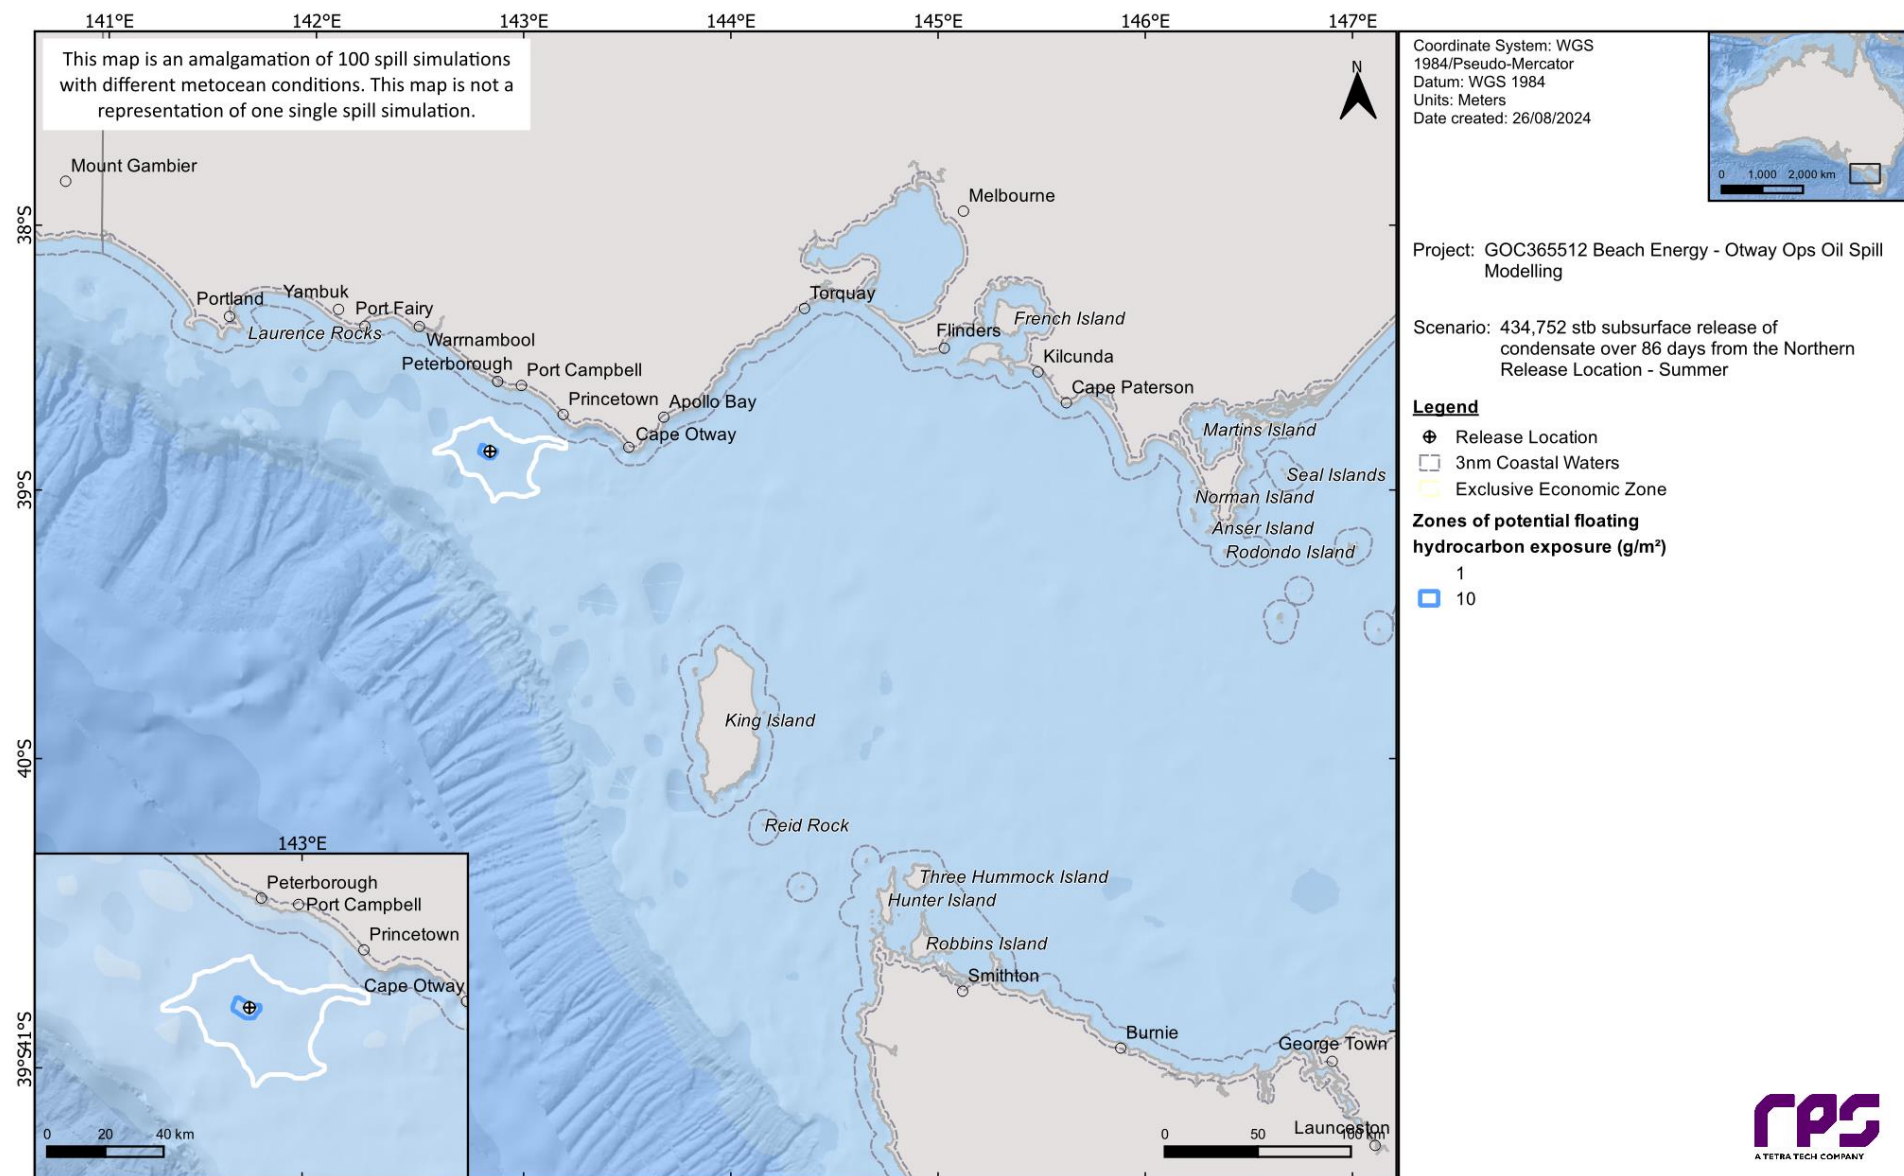 141°E 142°E 143°E 144°E 145°E 146°E 147°E
This map is an amalgamation of 100 spill simulations
with different metocean conditions. This map is not a
representation of one single spill simulation.
N
Mount Gambier
Melbourne
38°S
Portland
Yambuk
Port Fairy
Laurence Rocks
Warrnambool
Torquay
French Island
Flinders
Peterborough
Port Campbell
Kilcunda
Princetown
Apollo Bay
Cape Paterson
Cape Otway
Martins Island
Seal Islands
39°S
Norman Island
Anser Island
Rodondo Island
King Island
40°S
Reid Rock
Three Hummock Island
Hunter Island
Robbins Island
Smithton
Burnie
George Town
41°S
Launceston
0 50 100 km
143°E
Peterborough
Port Campbell
Princetown
Cape Otway
39°S
0 20 40 km
Coordinate System: WGS
1984/Pseudo-Mercator
Datum: WGS 1984
Units: Meters
Date created: 26/08/2024
0 1,000 2,000 km
Project: GOC365512 Beach Energy - Otway Ops Oil Spill
Modelling
Scenario: 434,752 stb subsurface release of
condensate over 86 days from the Northern
Release Location - Summer
Legend
Release Location
3nm Coastal Waters
Exclusive Economic Zone
Zones of potential floating
hydrocarbon exposure (g/m²)
1
10
rps
A TETRA TECH COMPANY